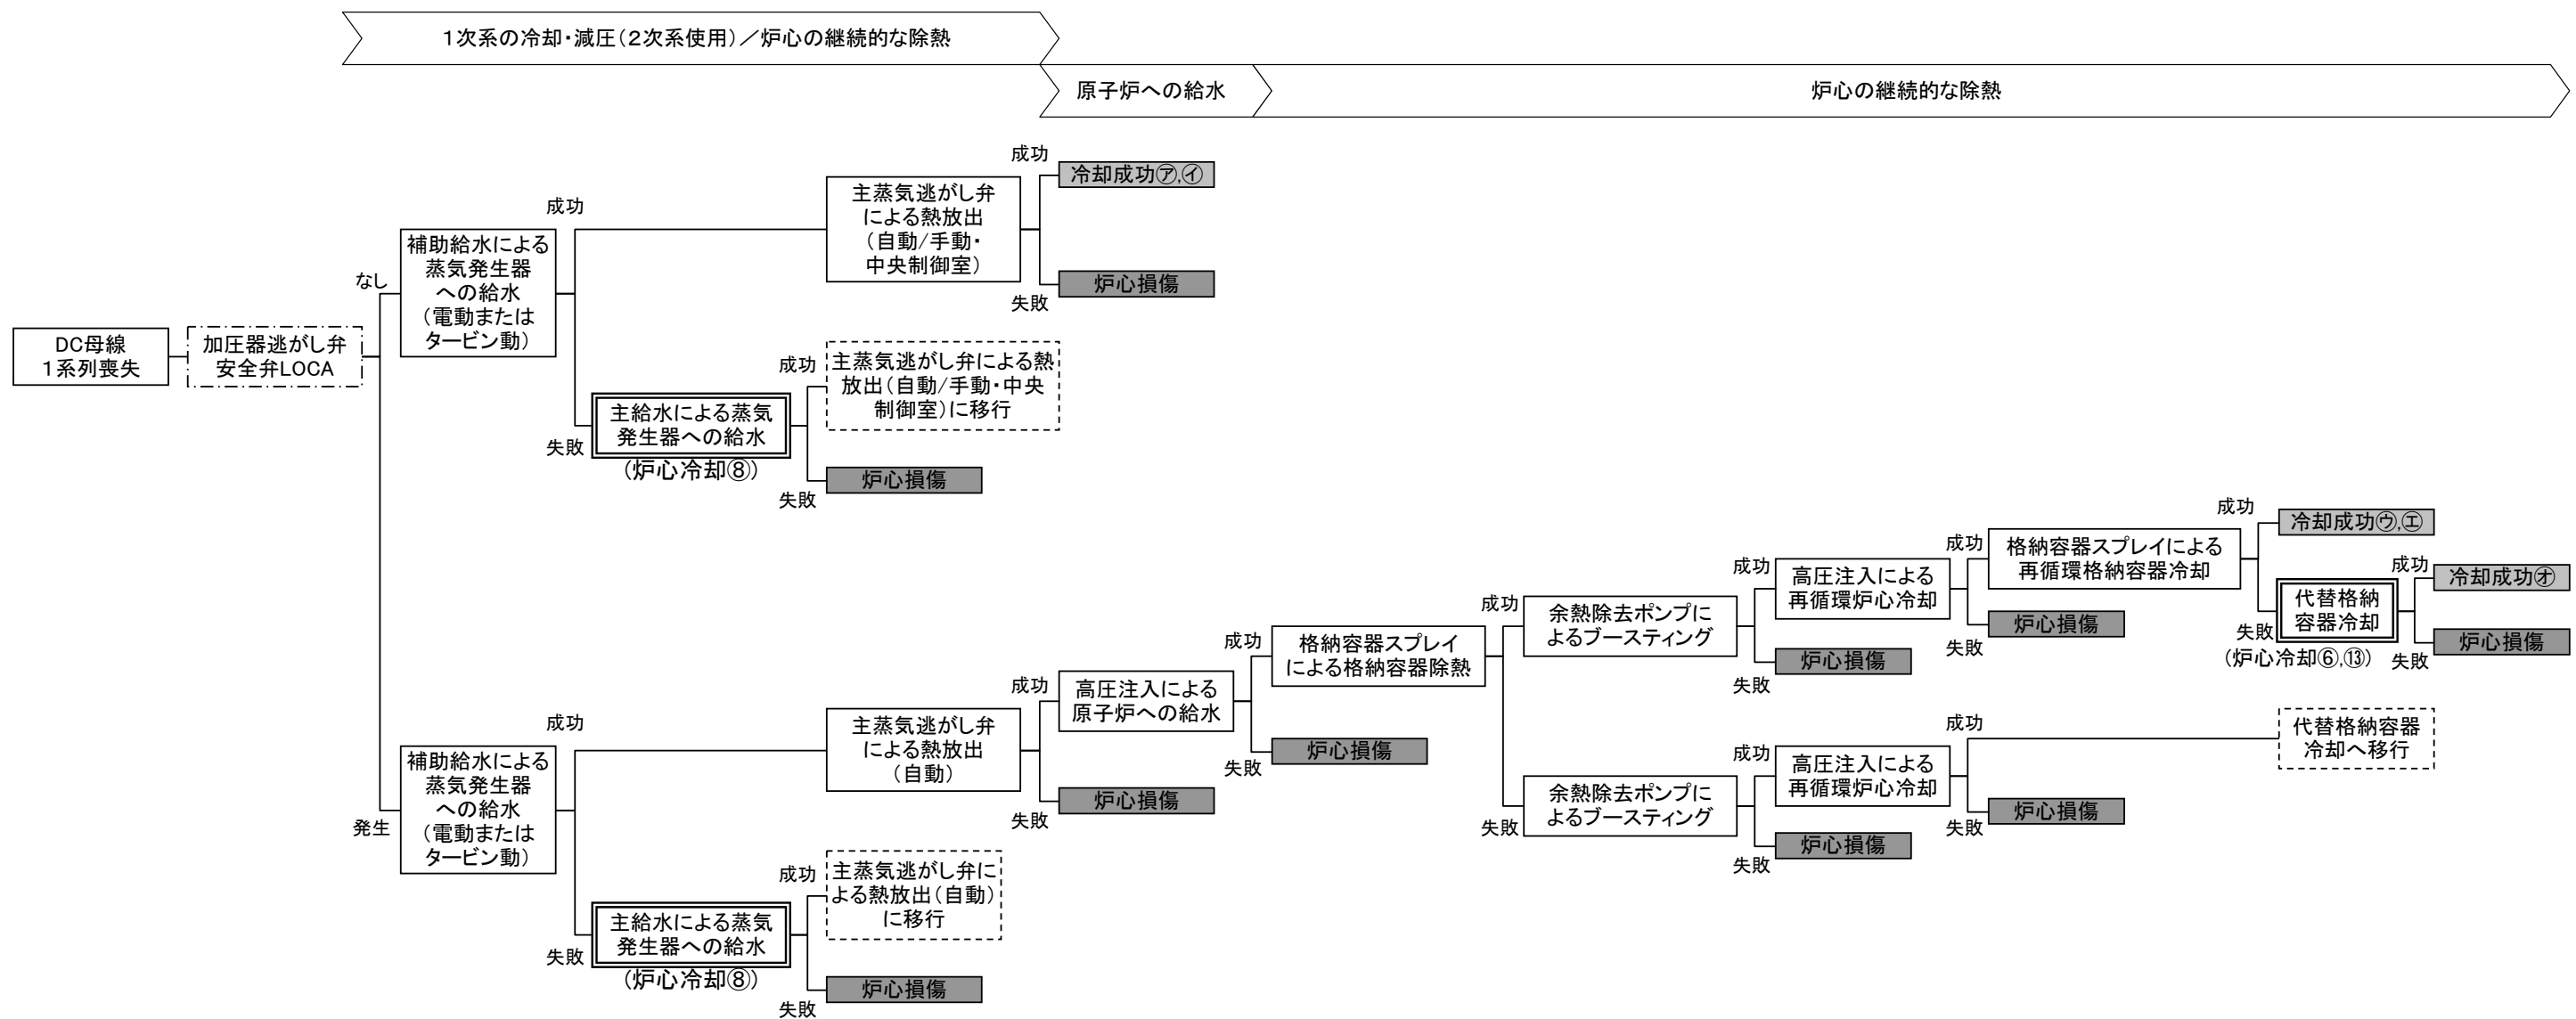 1次系の冷却・減圧（2次系使用）／炉心の継続的な除熱
原子炉への給水
炉心の継続的な除熱
DC母線
1系列喪失
加圧器逃がし弁
安全弁LOCA
なし
補助給水による
蒸気発生器
への給水
（電動または
タービン動）
成功
主蒸気逃がし弁
による熱放出
（自動/手動・
中央制御室）
成功
冷却成功㋐,㋑
失敗
炉心損傷
失敗
主給水による蒸気
発生器への給水
（炉心冷却⑧）
成功
主蒸気逃がし弁による熱
放出（自動/手動・中央
制御室）に移行
失敗
炉心損傷
発生
補助給水による
蒸気発生器
への給水
（電動または
タービン動）
成功
主蒸気逃がし弁
による熱放出
（自動）
成功
高圧注入による
原子炉への給水
成功
格納容器スプレイ
による格納容器除熱
成功
余熱除去ポンプに
よるブースティング
成功
高圧注入による
再循環炉心冷却
成功
格納容器スプレイによる
再循環格納容器冷却
成功
冷却成功㋒,㋓
失敗
代替格納
容器冷却
（炉心冷却⑥,⑬）
成功
冷却成功㋔
失敗
炉心損傷
失敗
炉心損傷
失敗
炉心損傷
失敗
余熱除去ポンプに
よるブースティング
成功
高圧注入による
再循環炉心冷却
成功
代替格納容器
冷却へ移行
失敗
炉心損傷
失敗
炉心損傷
失敗
炉心損傷
失敗
炉心損傷
失敗
主給水による蒸気
発生器への給水
（炉心冷却⑧）
成功
主蒸気逃がし弁に
よる熱放出（自動）
に移行
失敗
炉心損傷